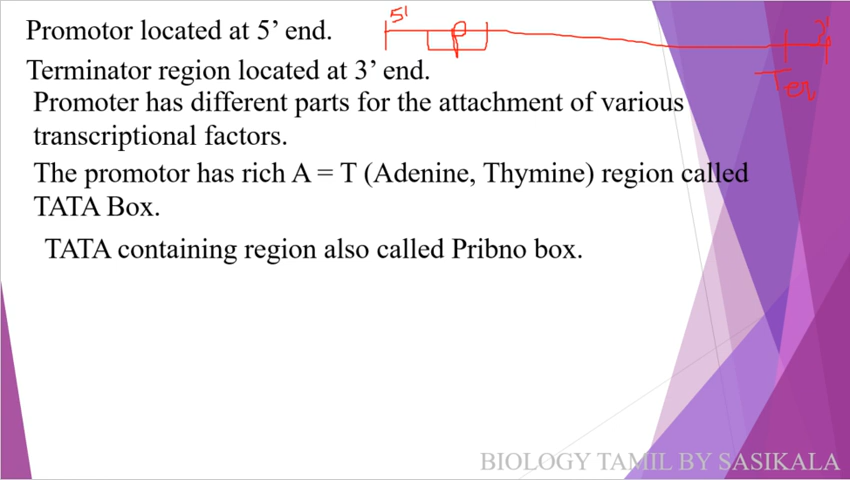 Promotor located at 5’ end.
5'
P
3'
Ter
Terminator region located at 3’ end.
Promoter has different parts for the attachment of various
transcriptional factors.
The promotor has rich A = T (Adenine, Thymine) region called
TATA Box.
TATA containing region also called Pribno box.
BIOLOGY TAMIL BY SASIKALA